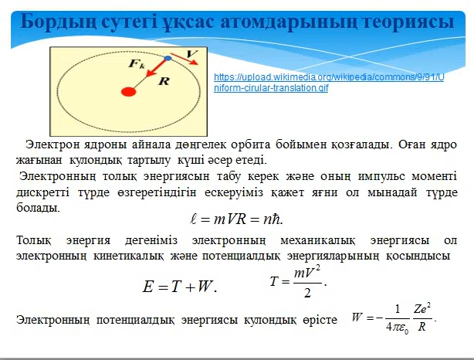 Бордың сутегі ұқсас атомдарының теориясы
F_k
V
R
https://upload.wikimedia.org/wikipedia/commons/9/91/U
niform-cirular-translation.gif
Электрон ядроны айнала дөңгелек орбита бойымен қозғалады. Оған ядро
жағынан кулондық тартылу күші әсер етеді.
Электронның толық энергиясын табу керек және оның импульс моменті
дискретті түрде өзгеретіндігін ескеруіміз қажет яғни ол мынадай түрде
болады.
ℓ = mVR = nħ.
Толық энергия дегеніміз электронның механикалық энергиясы ол
электронның кинетикалық және потенциалдық энергияларының қосындысы
E = T + W. T = mV²/2.
Электронның потенциалдық энергиясы кулондық өрісте W = −1/(4πε₀) Ze²/R.